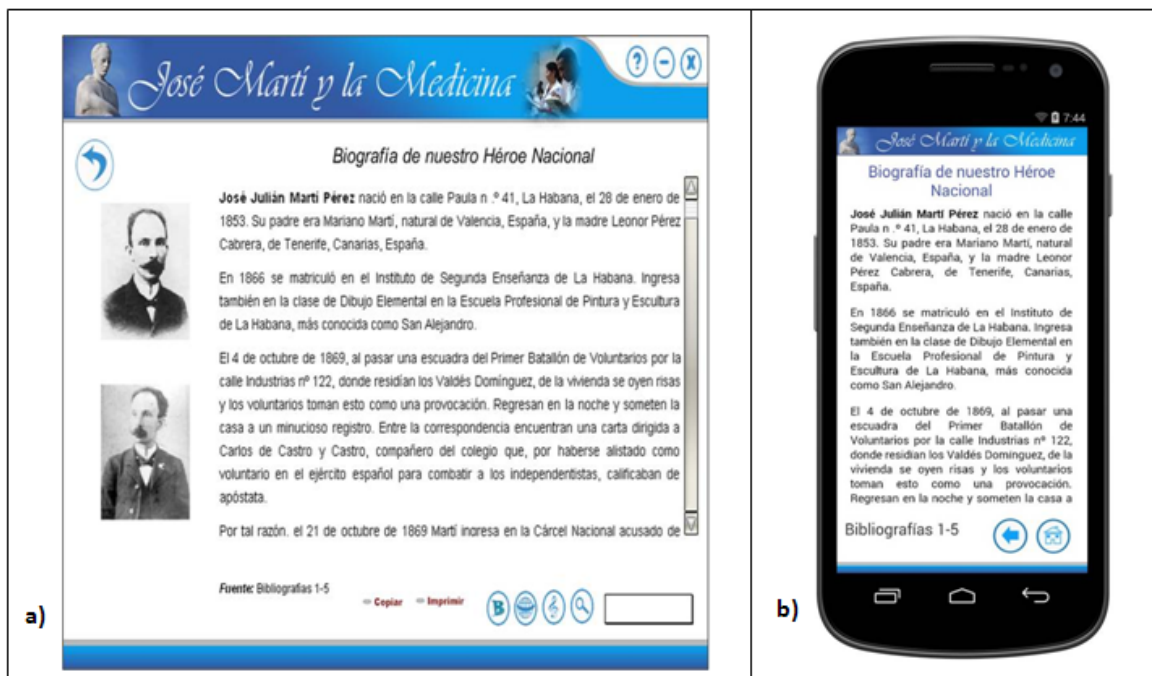 José Martí y la Medicina
? - X
Biografía de nuestro Héroe Nacional
José Julián Martí Pérez nació en la calle Paula n .º 41, La Habana, el 28 de enero de
1853. Su padre era Mariano Martí, natural de Valencia, España, y la madre Leonor Pérez
Cabrera, de Tenerife, Canarias, España.
En 1866 se matriculó en el Instituto de Segunda Enseñanza de La Habana. Ingresa
también en la clase de Dibujo Elemental en la Escuela Profesional de Pintura y Escultura
de La Habana, más conocida como San Alejandro.
El 4 de octubre de 1869, al pasar una escuadra del Primer Batallón de Voluntarios por la
calle Industrias nº 122, donde residían los Valdés Domínguez, de la vivienda se oyen risas
y los voluntarios toman esto como una provocación. Regresan en la noche y someten la
casa a un minucioso registro. Entre la correspondencia encuentran una carta dirigida a
Carlos de Castro y Castro, compañero del colegio que, por haberse alistado como
voluntario en el ejército español para combatir a los independentistas, calificaban de
apóstata.
Por tal razón, el 21 de octubre de 1869 Martí ingresa en la Cárcel Nacional acusado de
Fuente: Bibliografías 1-5
Copiar Imprimir
B
a)
7:44
José Martí y la Medicina
Biografía de nuestro Héroe
Nacional
José Julián Martí Pérez nació en la calle
Paula n .º 41, La Habana, el 28 de enero de
1853. Su padre era Mariano Martí, natural
de Valencia, España, y la madre Leonor
Pérez Cabrera, de Tenerife, Canarias,
España.
En 1866 se matriculó en el Instituto de
Segunda Enseñanza de La Habana. Ingresa
también en la clase de Dibujo Elemental en
la Escuela Profesional de Pintura y
Escultura de La Habana, más conocida
como San Alejandro.
El 4 de octubre de 1869, al pasar una
escuadra del Primer Batallón de
Voluntarios por la calle Industrias nº 122,
donde residían los Valdés Domínguez, de la
vivienda se oyen risas y los voluntarios
toman esto como una provocación.
Regresan en la noche y someten la casa a
Bibliografías 1-5
b)